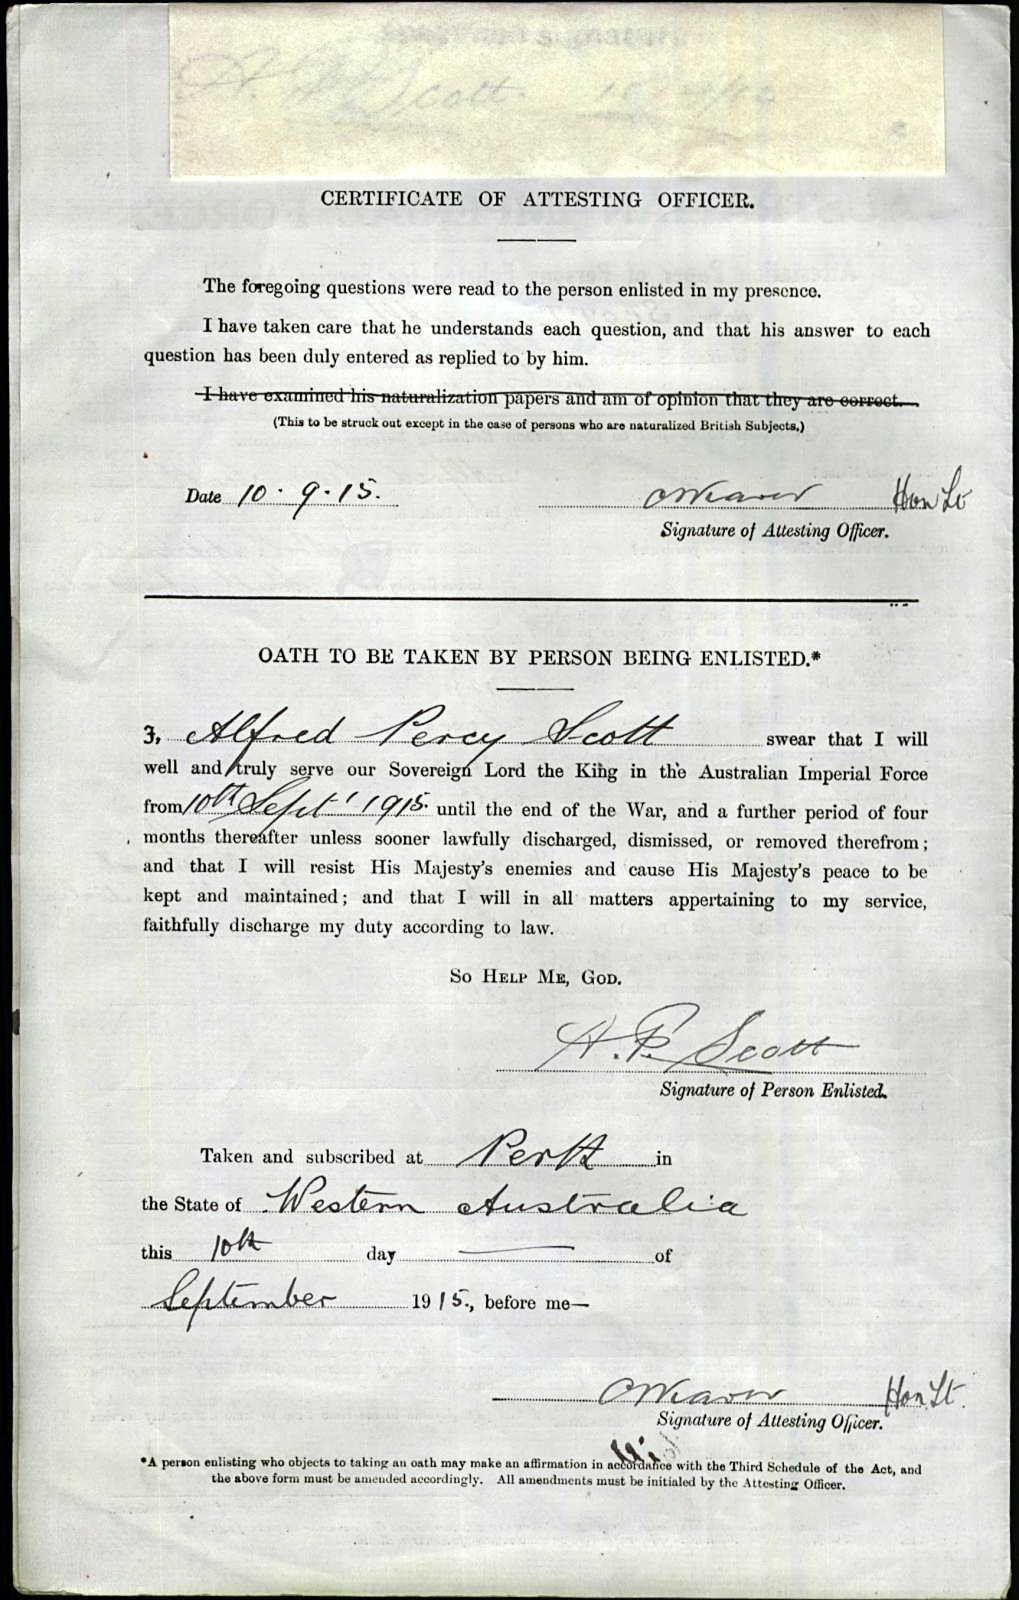 CERTIFICATE OF ATTESTING OFFICER.
The foregoing questions were read to the person enlisted in my presence.
I have taken care that he understands each question, and that his answer to each
question has been duly entered as replied to by him.
I have examined his naturalization papers and am of opinion that they are correct.
(This to be struck out except in the case of persons who are naturalized British Subjects.)
Date 10.9.15. C Weaver Hon Lt
Signature of Attesting Officer.
OATH TO BE TAKEN BY PERSON BEING ENLISTED.*
I, Alfred Percy Scott swear that I will
well and truly serve our Sovereign Lord the King in the Australian Imperial Force
from 10th Sept' 1915. until the end of the War, and a further period of four
months thereafter unless sooner lawfully discharged, dismissed, or removed therefrom;
and that I will resist His Majesty's enemies and cause His Majesty's peace to be
kept and maintained; and that I will in all matters appertaining to my service,
faithfully discharge my duty according to law.
SO HELP ME, GOD.
A. P. Scott
Signature of Person Enlisted.
Taken and subscribed at Perth in
the State of Western Australia
this 10th day of
September 1915., before me—
C Weaver Hon. Lt.
Signature of Attesting Officer.
*A person enlisting who objects to taking an oath may make an affirmation in accordance with the Third Schedule of the Act, and
the above form must be amended accordingly. All amendments must be initialed by the Attesting Officer.